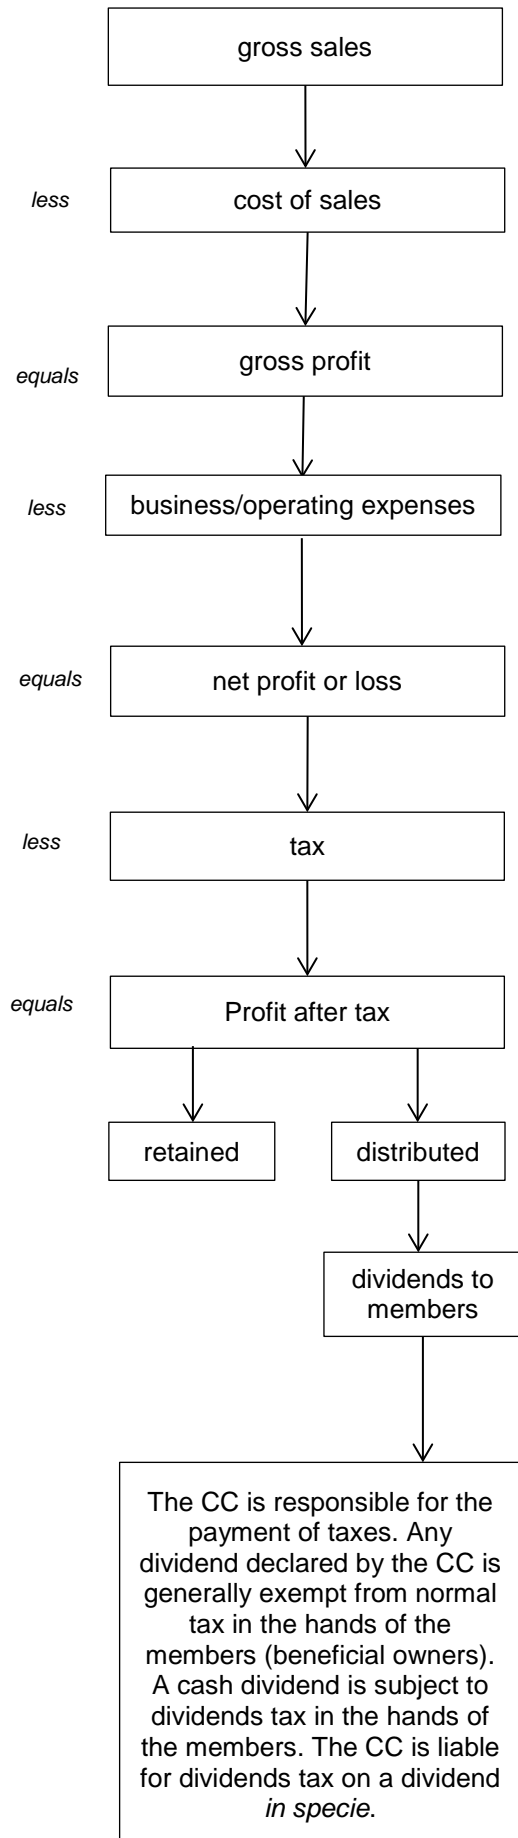 gross sales
less
cost of sales
equals
gross profit
less
business/operating expenses
equals
net profit or loss
less
tax
equals
Profit after tax
retained
distributed
dividends to
members
The CC is responsible for the
payment of taxes. Any
dividend declared by the CC is
generally exempt from normal
tax in the hands of the
members (beneficial owners).
A cash dividend is subject to
dividends tax in the hands of
the members. The CC is liable
for dividends tax on a dividend
in specie.